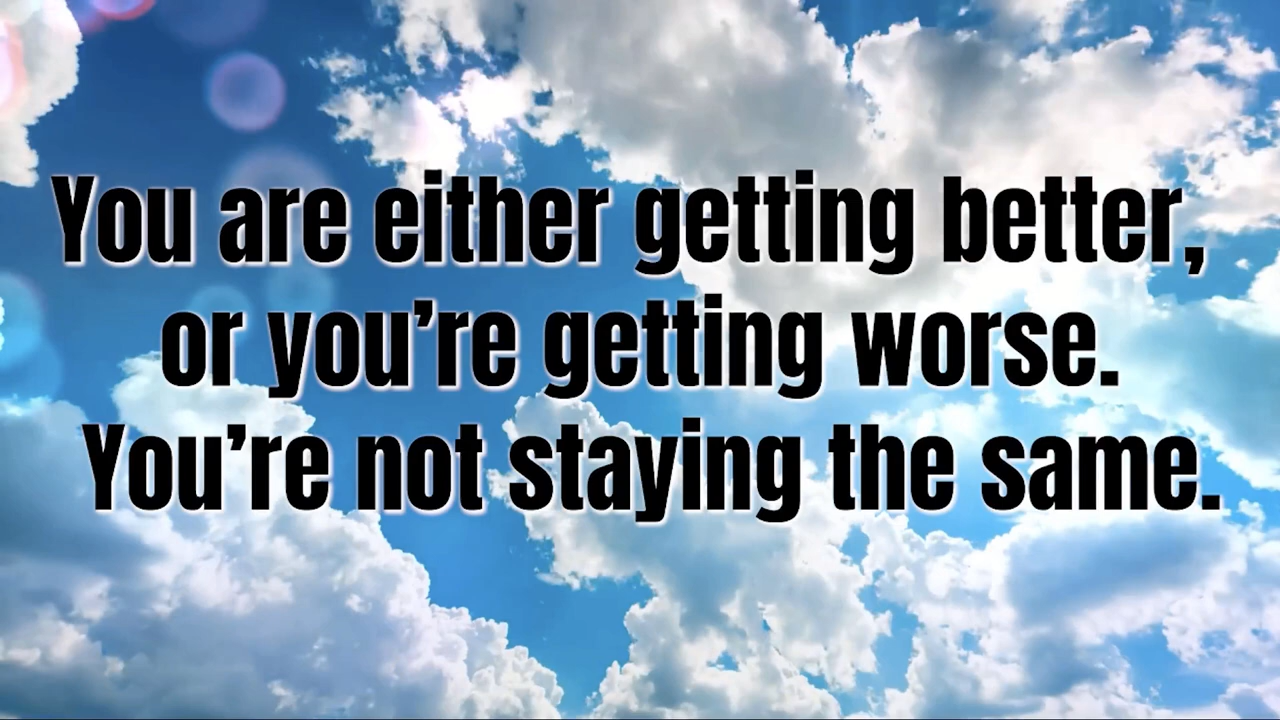 You are either getting better,
or you’re getting worse.
You’re not staying the same.